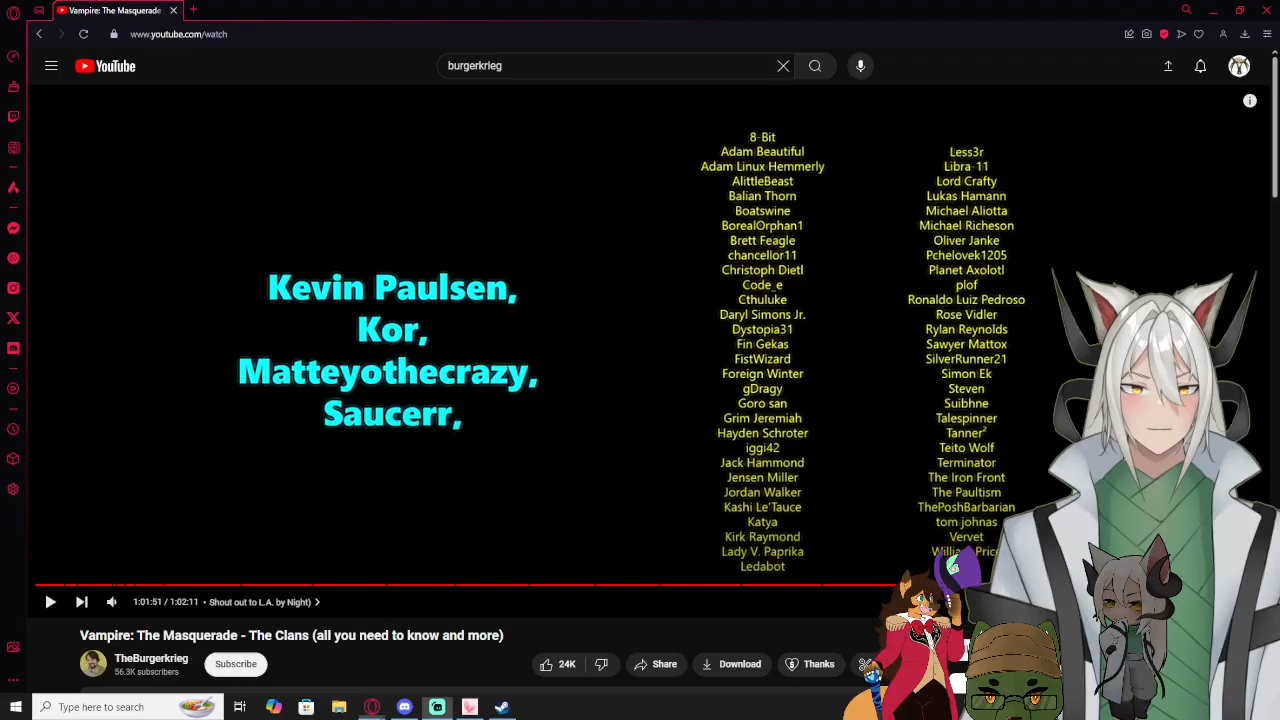 Vampire: The Masquerade
www.youtube.com/watch
YouTube
burgerkrieg
Kevin Paulsen,
Kor,
Matteyothecrazy,
Saucerr,
8-Bit
Adam Beautiful
Adam Linux Hemmerly
AlittleBeast
Balian Thorn
Boatswine
BorealOrphan1
Brett Feagle
chancellor11
Christoph Dietl
Code_e
Cthuluke
Daryl Simons Jr.
Dystopia31
Fin Gekas
FistWizard
Foreign Winter
gDragy
Goro san
Grim Jeremiah
Hayden Schroter
iggi42
Jack Hammond
Jensen Miller
Jordan Walker
Kashi Le'Tauce
Katya
Kirk Raymond
Lady V. Paprika
Ledabot
Less3r
Libra-11
Lord Crafty
Lukas Hamann
Michael Aliotta
Michael Richeson
Oliver Janke
Pchelovek1205
Planet Axolotl
plof
Ronaldo Luiz Pedroso
Rose Vidler
Rylan Reynolds
Sawyer Mattox
SilverRunner21
Simon Ek
Steven
Suibhne
Talespinner
Tanner²
Teito Wolf
Terminator
The Iron Front
The Paultism
ThePoshBarbarian
tom johnas
Vervet
1:01:51 / 1:02:11 • Shout out to L.A. by Night)
Vampire: The Masquerade - The Clans (all you need to know and more)
TheBurgerkrieg
56.3K subscribers
Subscribe
24K
Share
Download
Thanks
Type here to search